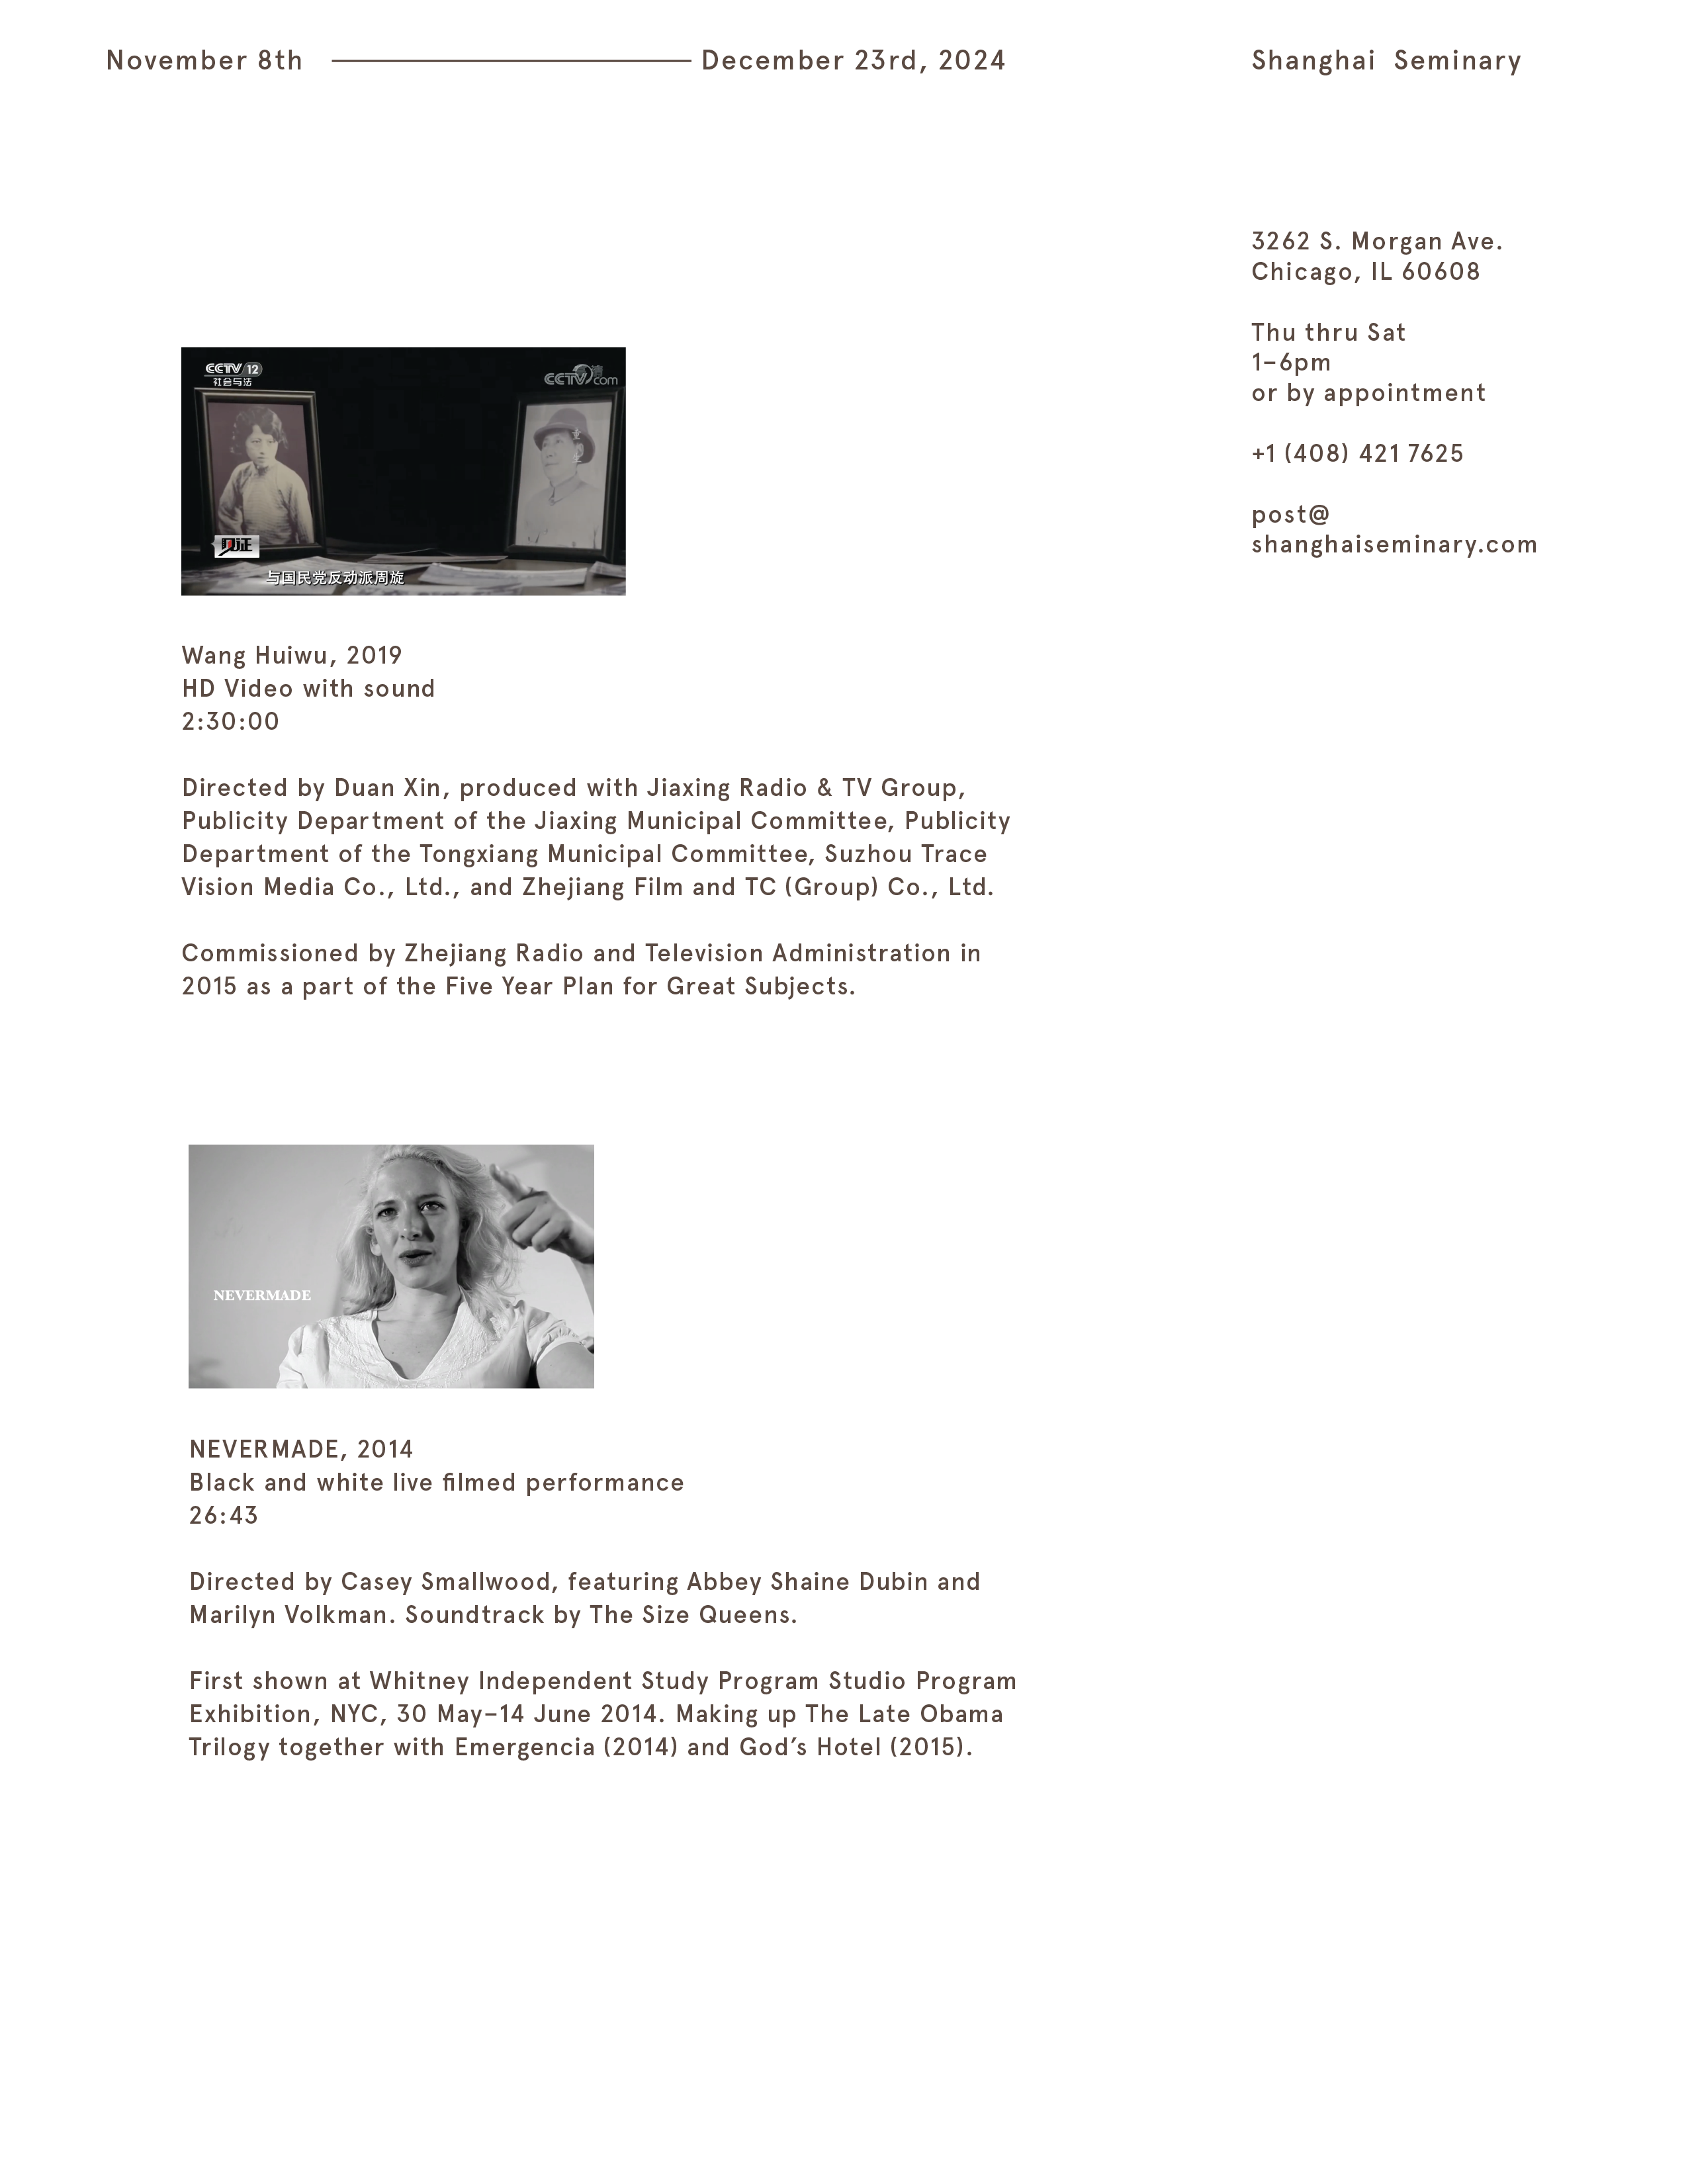 November 8th December 23rd, 2024 Shanghai Seminary
3262 S. Morgan Ave.
Chicago, IL 60608
Thu thru Sat
1–6pm
or by appointment
+1 (408) 421 7625
post@
shanghaiseminary.com
CCTV 12
社会与法
CCTV.com
见证
与国民党反动派周旋
Wang Huiwu, 2019
HD Video with sound
2:30:00
Directed by Duan Xin, produced with Jiaxing Radio & TV Group,
Publicity Department of the Jiaxing Municipal Committee, Publicity
Department of the Tongxiang Municipal Committee, Suzhou Trace
Vision Media Co., Ltd., and Zhejiang Film and TC (Group) Co., Ltd.
Commissioned by Zhejiang Radio and Television Administration in
2015 as a part of the Five Year Plan for Great Subjects.
NEVERMADE
NEVERMADE, 2014
Black and white live filmed performance
26:43
Directed by Casey Smallwood, featuring Abbey Shaine Dubin and
Marilyn Volkman. Soundtrack by The Size Queens.
First shown at Whitney Independent Study Program Studio Program
Exhibition, NYC, 30 May–14 June 2014. Making up The Late Obama
Trilogy together with Emergencia (2014) and God’s Hotel (2015).